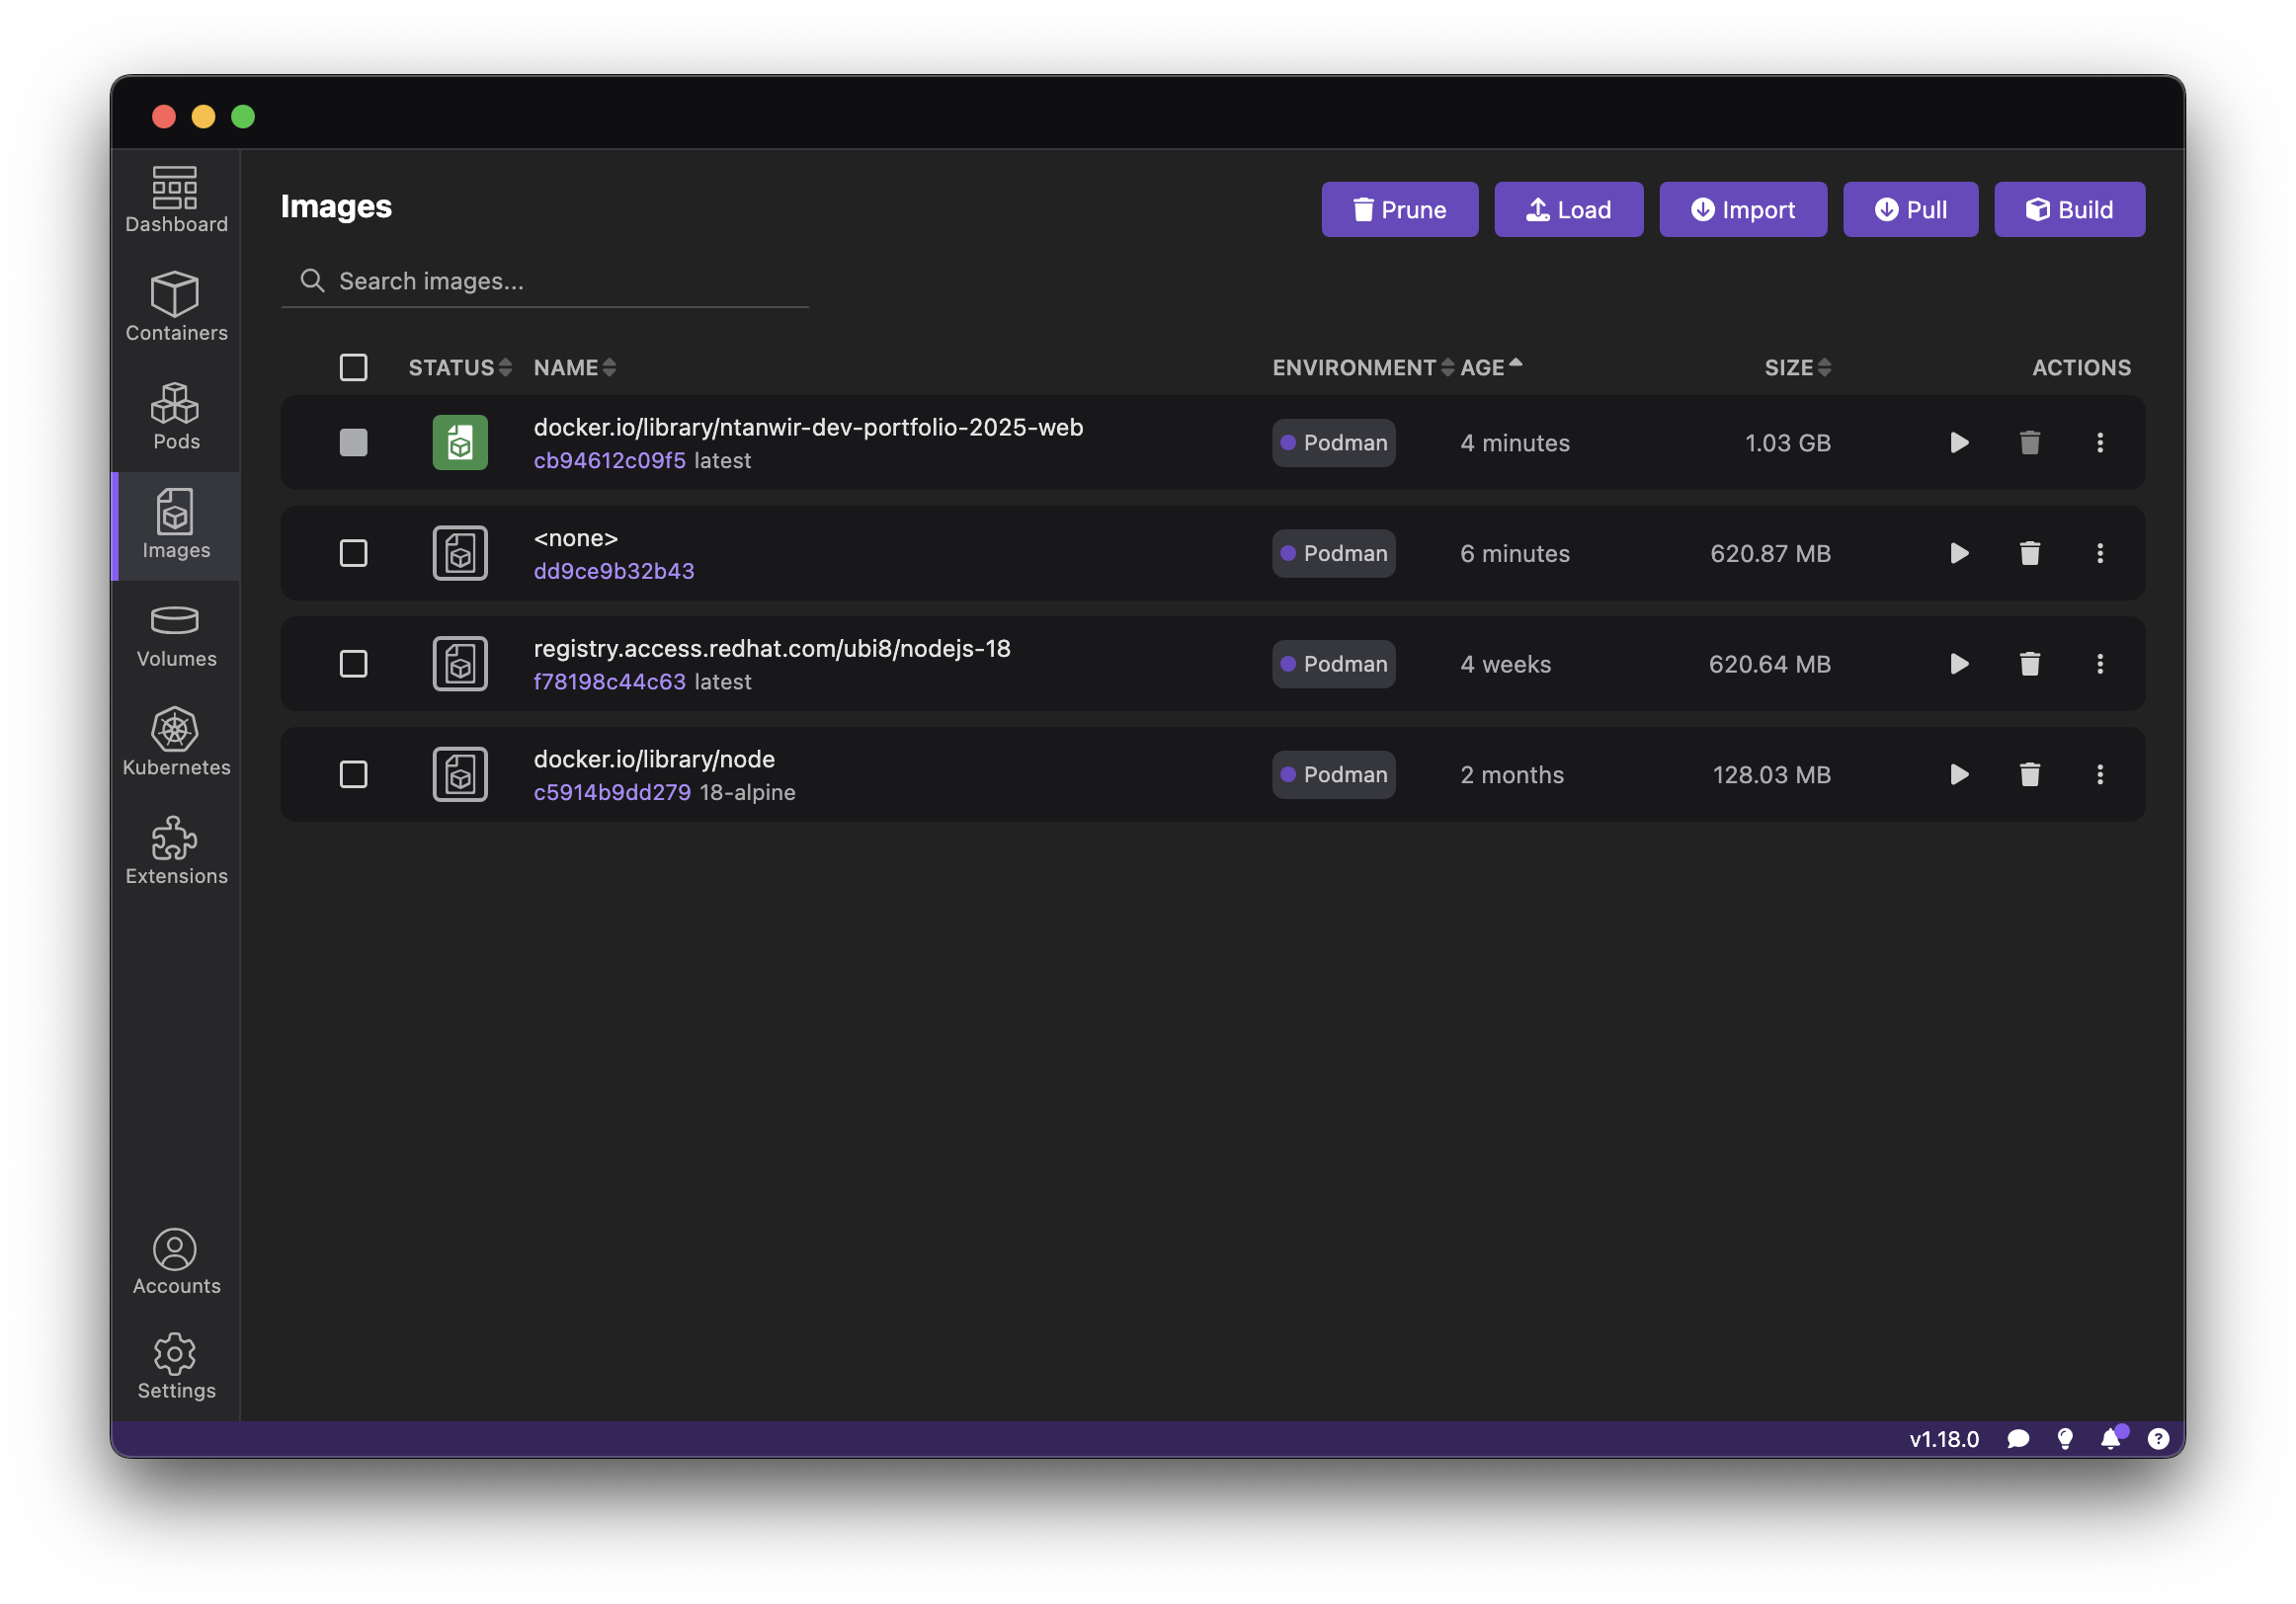 Dashboard
Containers
Pods
Images
Volumes
Kubernetes
Extensions
Accounts
Settings
Images
Prune
Load
Import
Pull
Build
Search images...
STATUS NAME ENVIRONMENT AGE SIZE ACTIONS
docker.io/library/ntanwir-dev-portfolio-2025-web
cb94612c09f5 latest
Podman
4 minutes
1.03 GB
<none>
dd9ce9b32b43
Podman
6 minutes
620.87 MB
registry.access.redhat.com/ubi8/nodejs-18
f78198c44c63 latest
Podman
4 weeks
620.64 MB
docker.io/library/node
c5914b9dd279 18-alpine
Podman
2 months
128.03 MB
v1.18.0